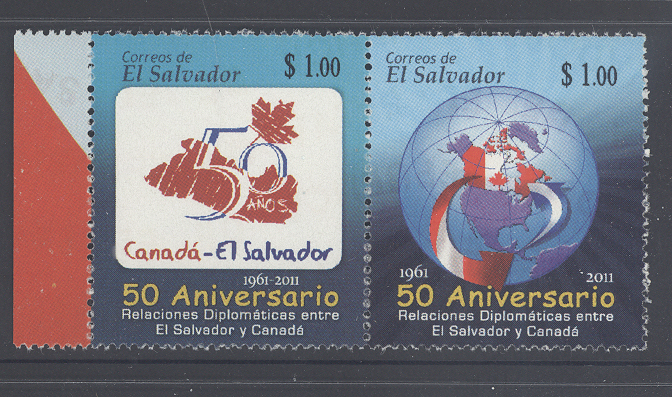 Correos de
El Salvador
$ 1.00
50
AÑOS
Canadá-El Salvador
1961-2011
50 Aniversario
Relaciones Diplomáticas entre
El Salvador y Canadá
Correos de
El Salvador
$ 1.00
1961
2011
50 Aniversario
Relaciones Diplomáticas entre
El Salvador y Canadá